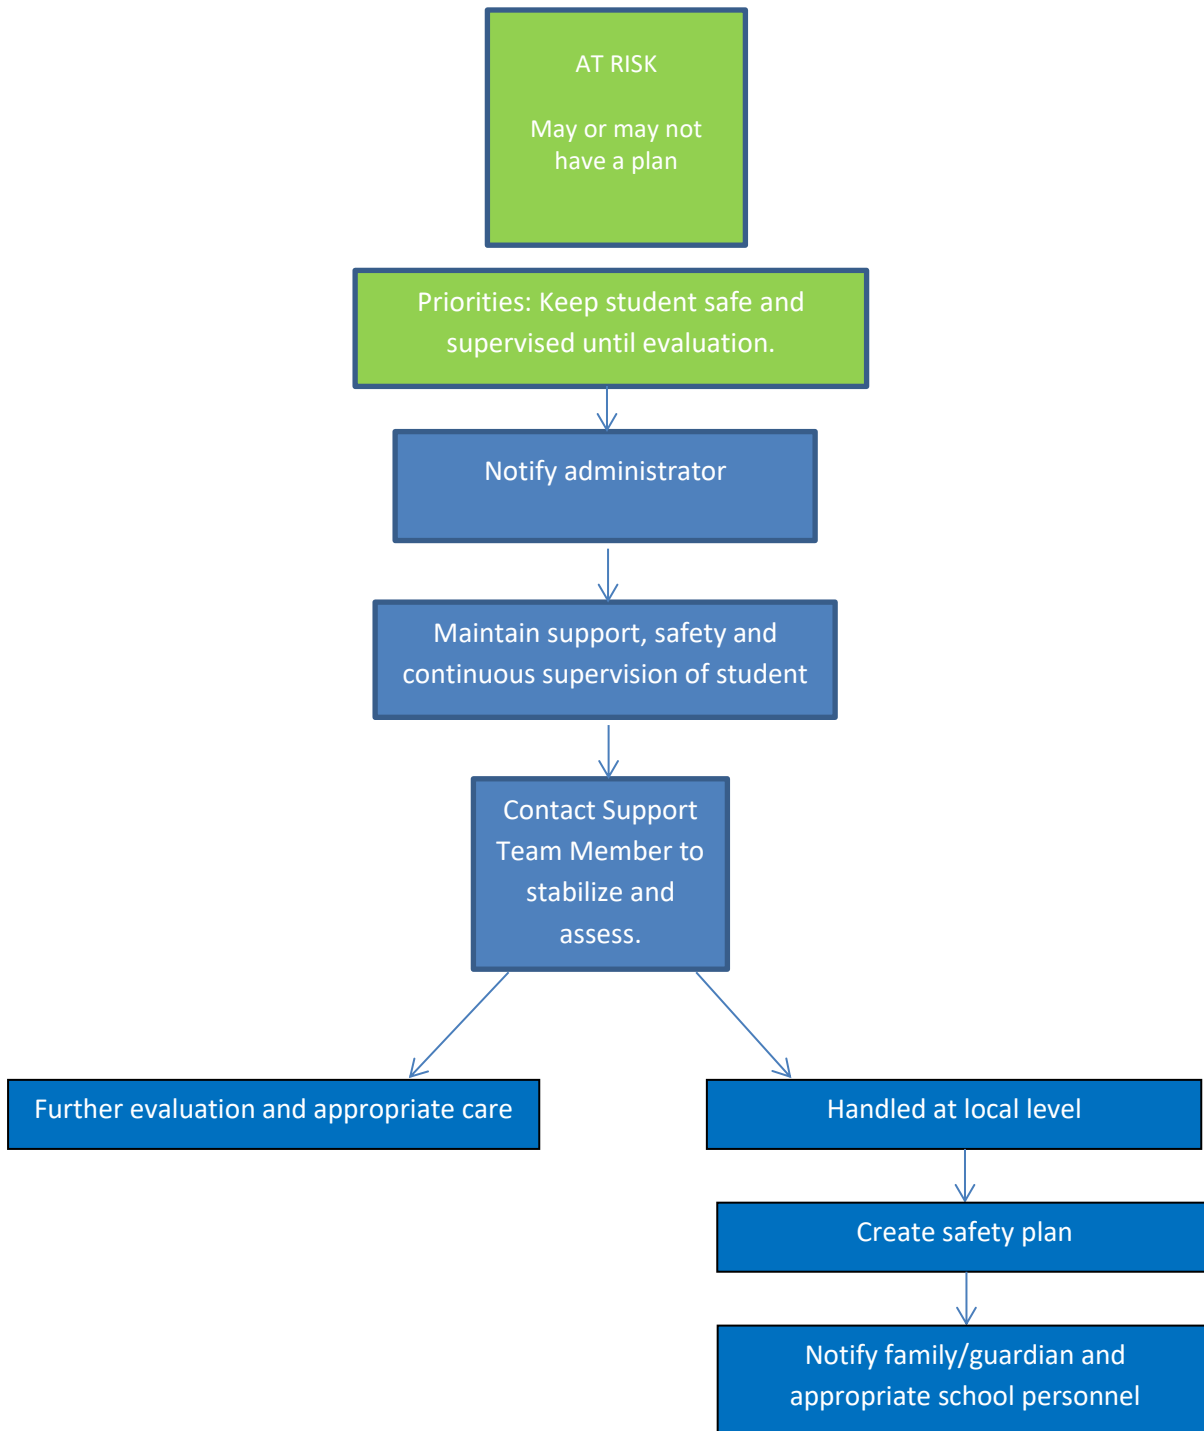 AT RISK
May or may not
have a plan
Priorities: Keep student safe and
supervised until evaluation.
Notify administrator
Maintain support, safety and
continuous supervision of student
Contact Support
Team Member to
stabilize and
assess.
Further evaluation and appropriate care
Handled at local level
Create safety plan
Notify family/guardian and
appropriate school personnel